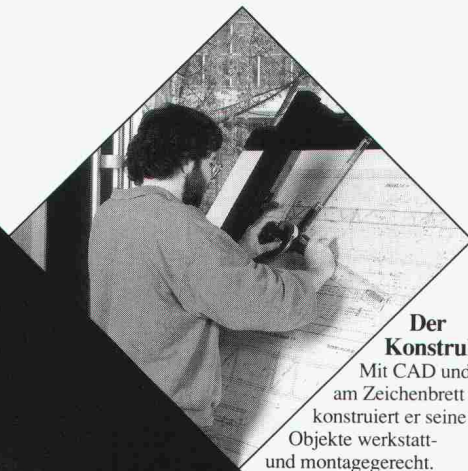 Der
Konstru
Mit CAD und
am Zeichenbrett
konstruiert er seine
Objekte werkstatt-
und montagegerecht.